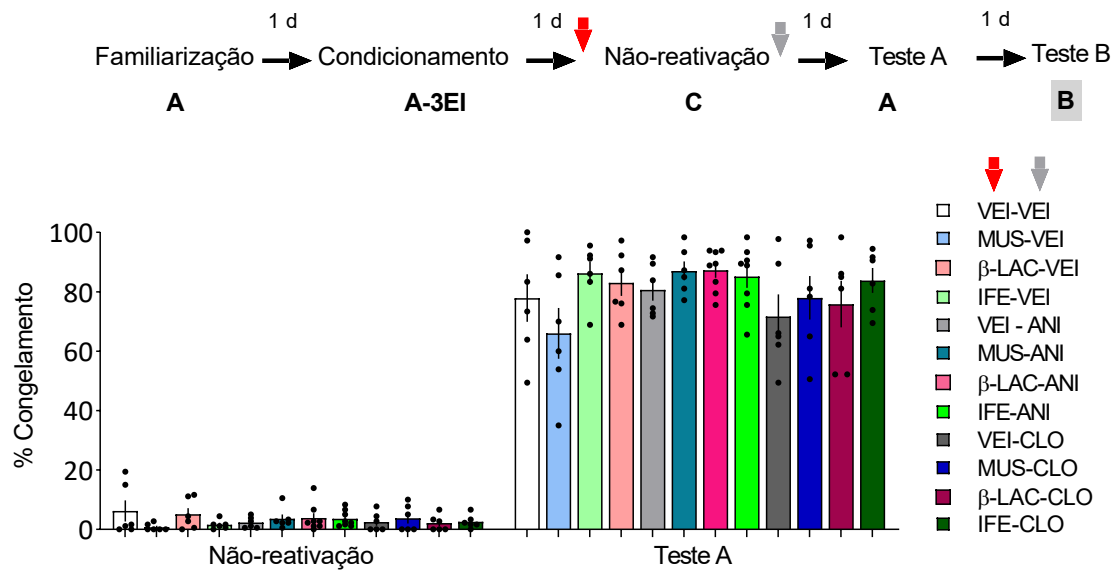 1 d 1 d 1 d 1 d
Familiarização Condicionamento Não-reativação Teste A Teste B
A A-3EI C A B
% Congelamento
100
80
60
40
20
0
Não-reativação Teste A
VEI-VEI
MUS-VEI
β-LAC-VEI
IFE-VEI
VEI - ANI
MUS-ANI
β-LAC-ANI
IFE-ANI
VEI-CLO
MUS-CLO
β-LAC-CLO
IFE-CLO